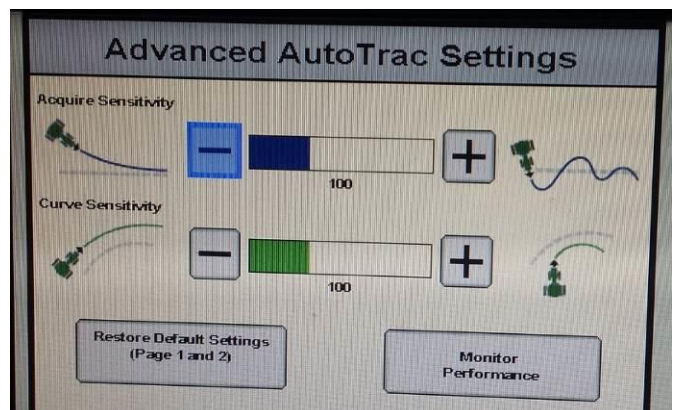 Advanced AutoTrac Settings
Acquire Sensitivity
100
Curve Sensitivity
100
Restore Default Settings
(Page 1 and 2)
Monitor
Performance